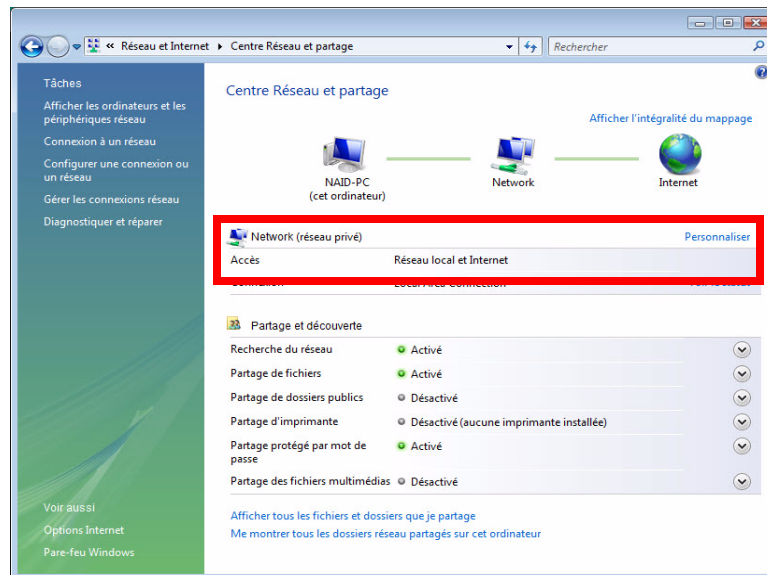 Réseau et Internet ▸ Centre Réseau et partage
Rechercher
Tâches
Afficher les ordinateurs et les
périphériques réseau
Connexion à un réseau
Configurer une connexion ou
un réseau
Gérer les connexions réseau
Diagnostiquer et réparer
Voir aussi
Options Internet
Pare-feu Windows
Centre Réseau et partage
Afficher l'intégralité du mappage
NAID-PC
(cet ordinateur)
Network
Internet
Network (réseau privé)
Personnaliser
Accès Réseau local et Internet
Connexion Local Area Connection
Partage et découverte
Recherche du réseau Activé
Partage de fichiers Activé
Partage de dossiers publics Désactivé
Partage d'imprimante Désactivé (aucune imprimante installée)
Partage protégé par mot de
passe
Activé
Partage des fichiers multimédias Désactivé
Afficher tous les fichiers et dossiers que je partage
Me montrer tous les dossiers réseau partagés sur cet ordinateur